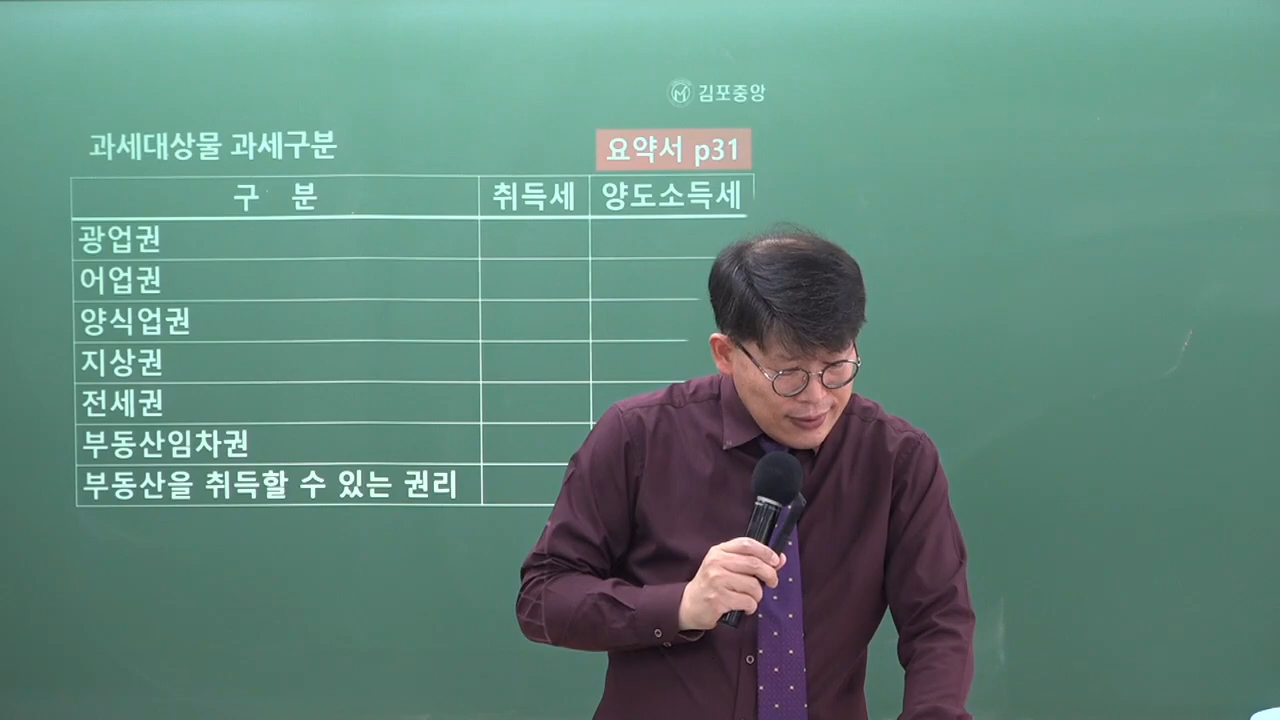 김포중앙
과세대상물 과세구분
요약서 p31
구 분 취득세 양도소득세
광업권
어업권
양식업권
지상권
전세권
부동산임차권
부동산을 취득할 수 있는 권리